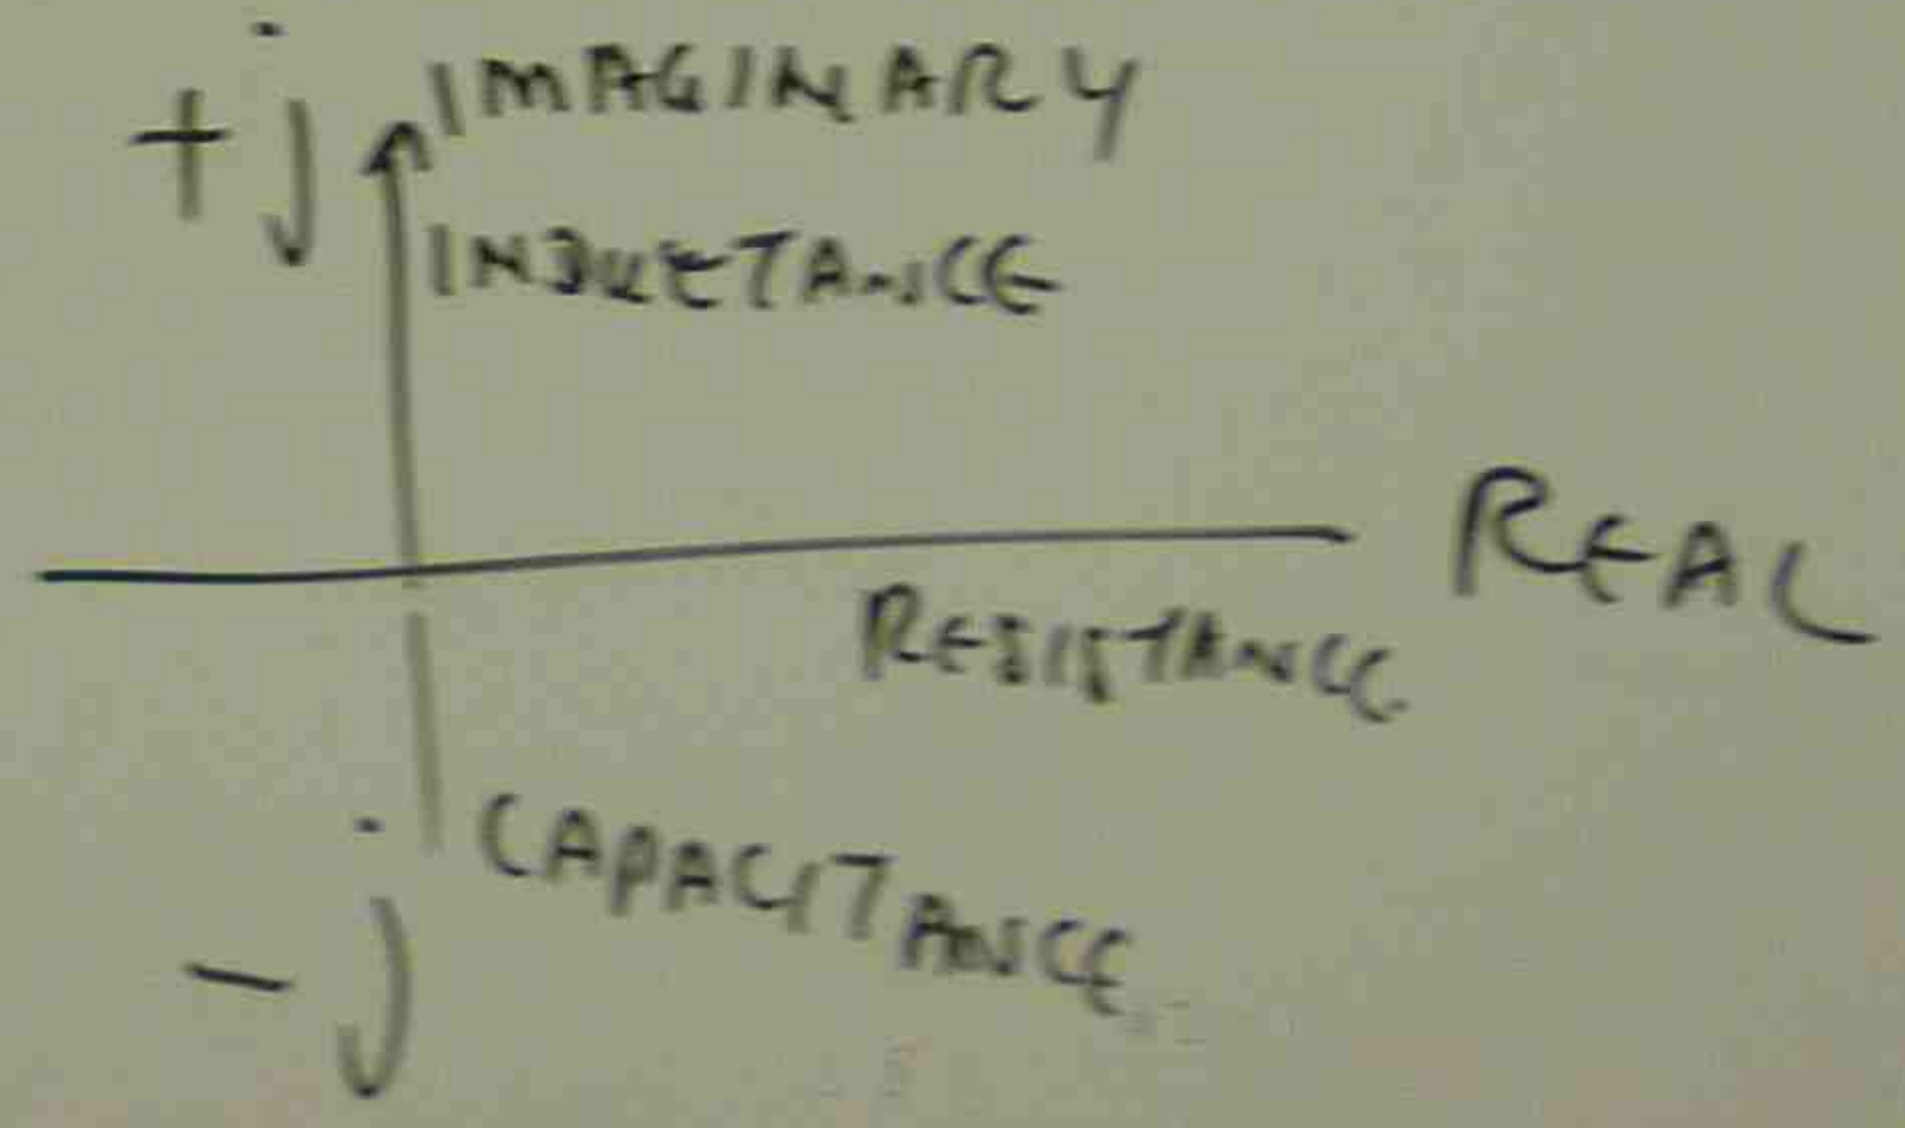 +j IMAGINARY
INDUCTANCE
REAL
RESISTANCE
CAPACITANCE
-j